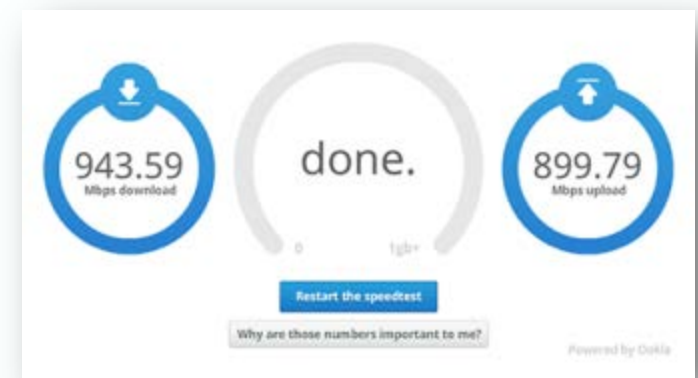 943.59
Mbps download
done.
0 1gb+
899.79
Mbps upload
Restart the speedtest
Why are those numbers important to me?
Powered by Ookla